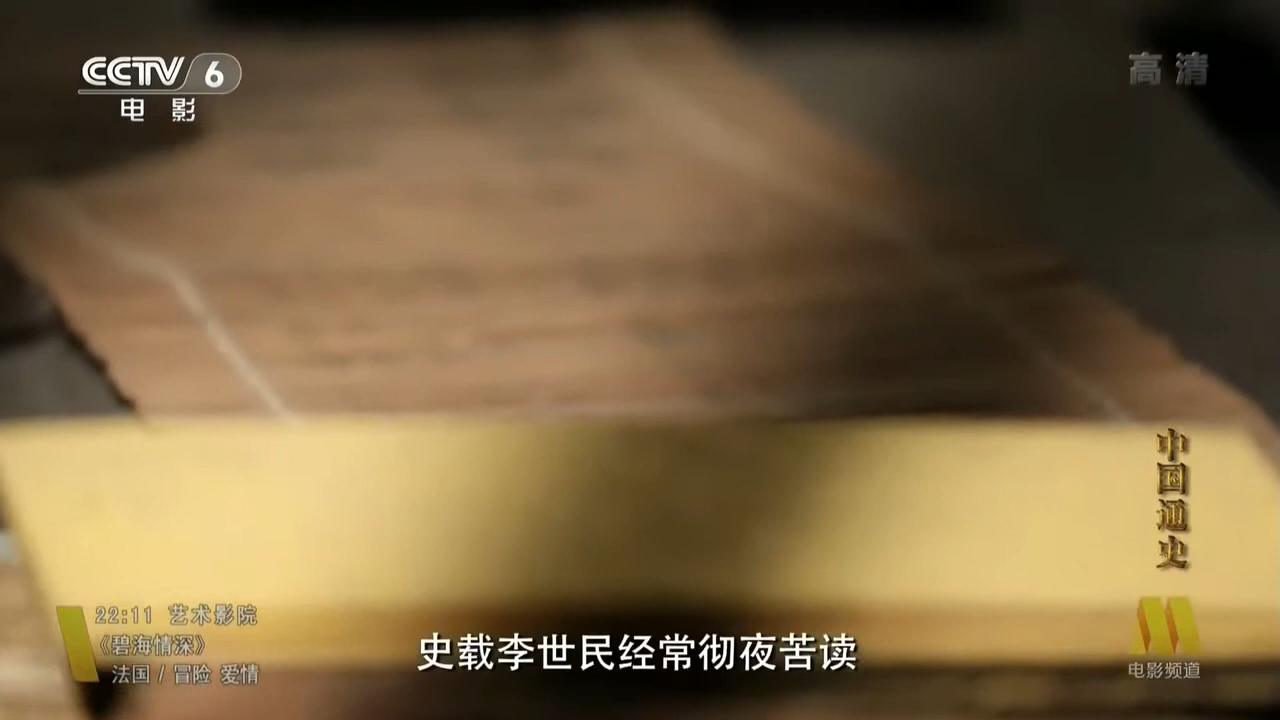 CCTV 6
电影
高清
中国通史
22:11 艺术影院
《碧海情深》
法国 / 冒险 爱情
史载李世民经常彻夜苦读
电影频道